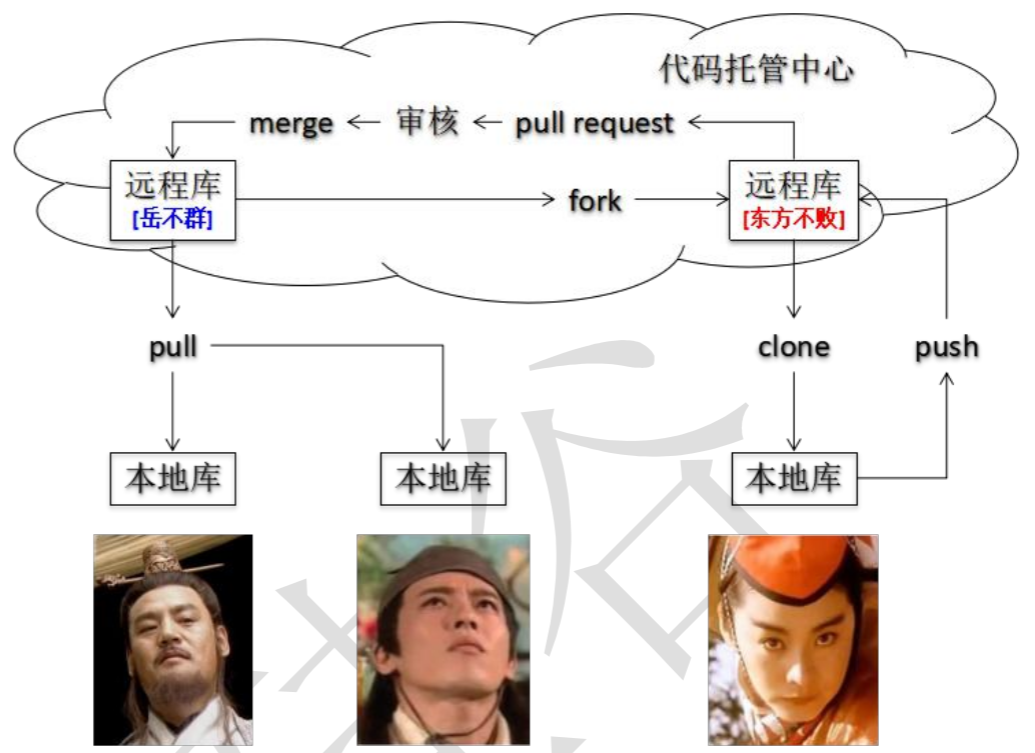 代码托管中心
merge
审核
pull request
远程库
[岳不群]
fork
远程库
[东方不败]
pull
clone
push
本地库
本地库
本地库